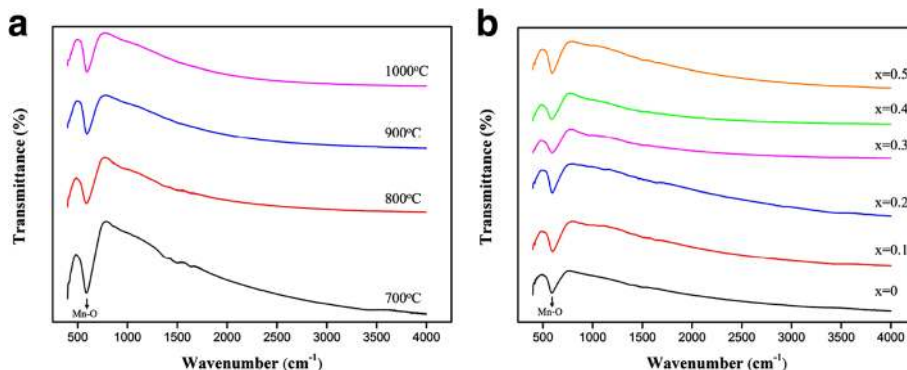 a
Transmittance (%)
1000°C
900°C
800°C
700°C
Mn-O
500 1000 1500 2000 2500 3000 3500 4000
Wavenumber (cm⁻¹)
b
Transmittance (%)
x=0.5
x=0.4
x=0.3
x=0.2
x=0.1
x=0
Mn-O
500 1000 1500 2000 2500 3000 3500 4000
Wavenumber (cm⁻¹)